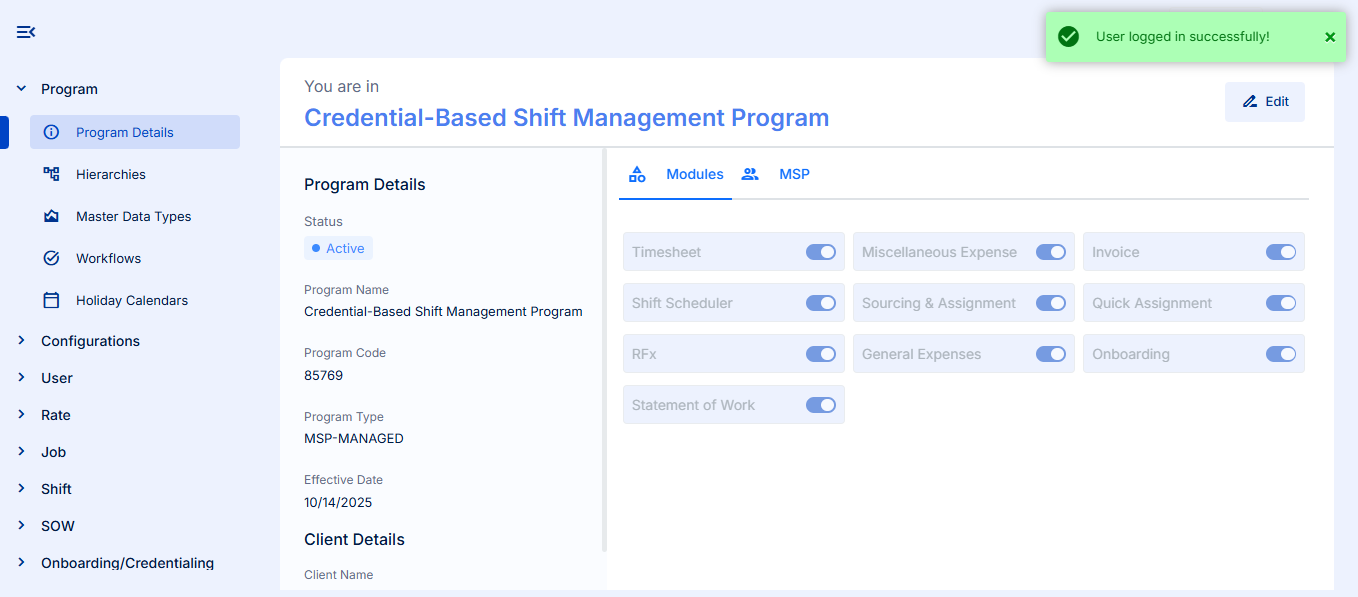 User logged in successfully!
Program
Program Details
Hierarchies
Master Data Types
Workflows
Holiday Calendars
Configurations
User
Rate
Job
Shift
SOW
Onboarding/Credentialing
You are in
Credential-Based Shift Management Program
Edit
Program Details
Status
Active
Program Name
Credential-Based Shift Management Program
Program Code
85769
Program Type
MSP-MANAGED
Effective Date
10/14/2025
Client Details
Client Name
Modules MSP
Timesheet Miscellaneous Expense Invoice
Shift Scheduler Sourcing & Assignment Quick Assignment
RFx General Expenses Onboarding
Statement of Work